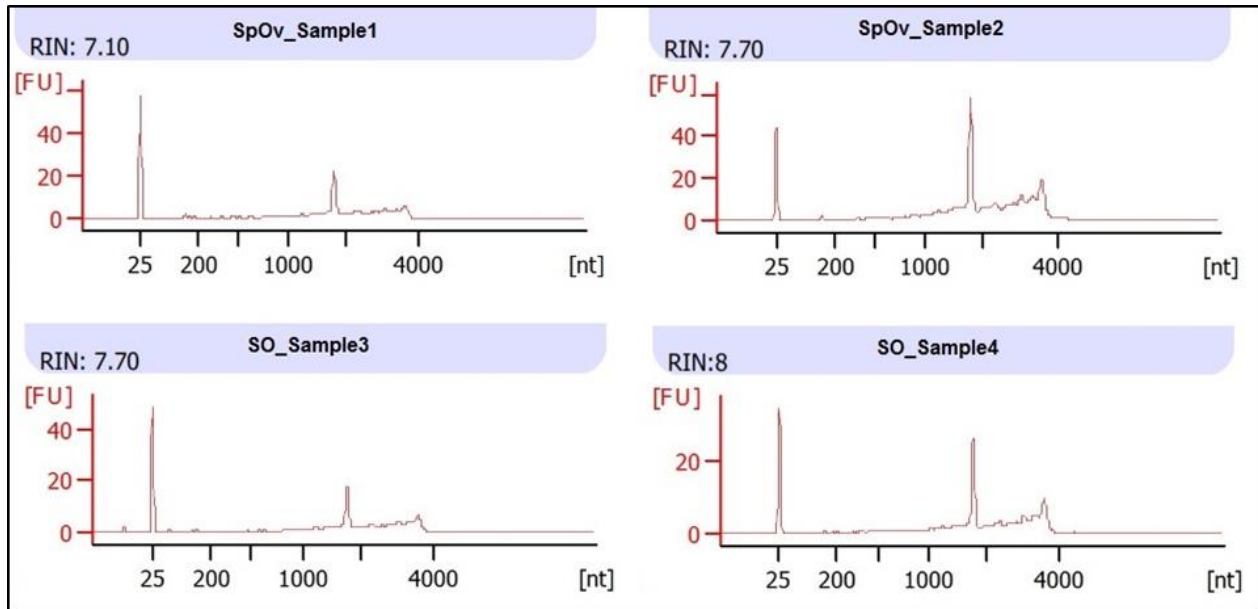 SpOv_Sample1
RIN: 7.10
[FU]
40
20
0
25 200 1000 4000 [nt]
SpOv_Sample2
RIN: 7.70
[FU]
40
20
0
25 200 1000 4000 [nt]
SO_Sample3
RIN: 7.70
[FU]
40
20
0
25 200 1000 4000 [nt]
SO_Sample4
RIN:8
[FU]
20
0
25 200 1000 4000 [nt]